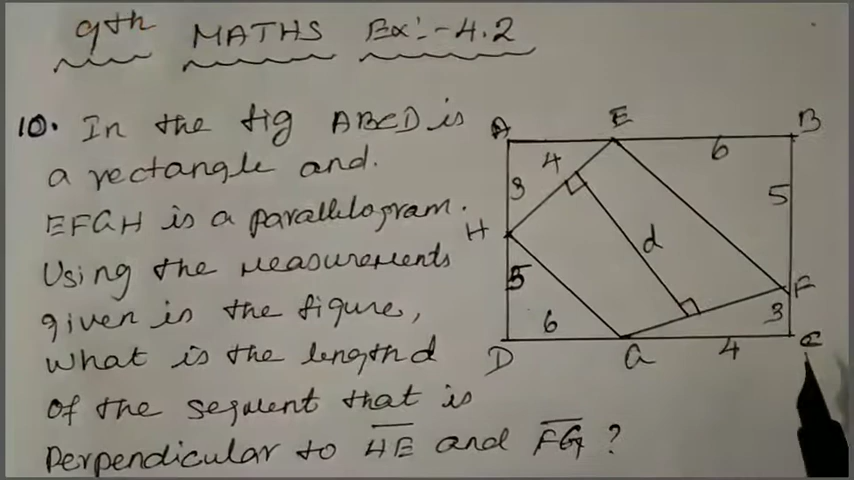 9th MATHS Ex:-4.2
10. In the fig ABCD is
a rectangle and.
EFGH is a parallelogram.
Using the measurements
given in the figure,
what is the length d
of the segment that is
perpendicular to HE and FG?
A E B
4 6
3 5
H d
5 F
6 3
D G 4 C